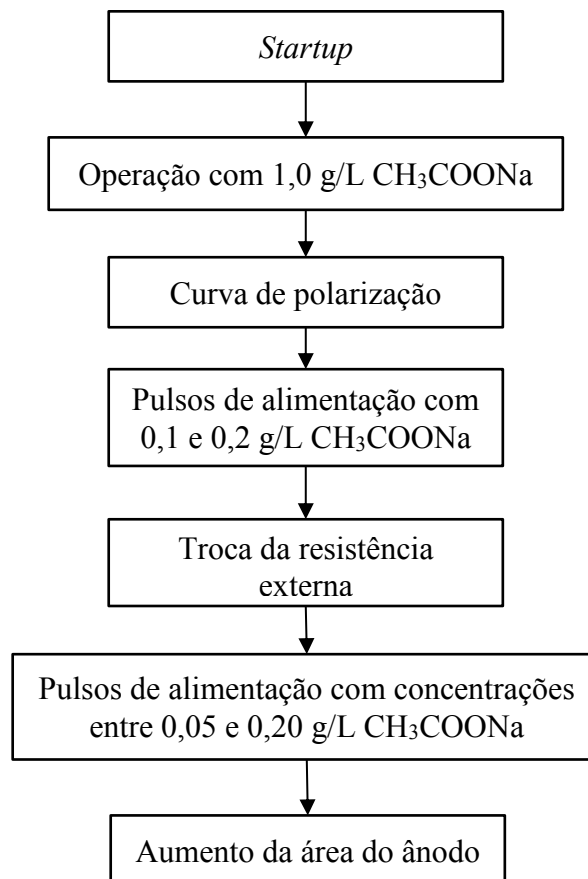 Startup
Operação com 1,0 g/L CH₃COONa
Curva de polarização
Pulsos de alimentação com
0,1 e 0,2 g/L CH₃COONa
Troca da resistência
externa
Pulsos de alimentação com concentrações
entre 0,05 e 0,20 g/L CH₃COONa
Aumento da área do ânodo